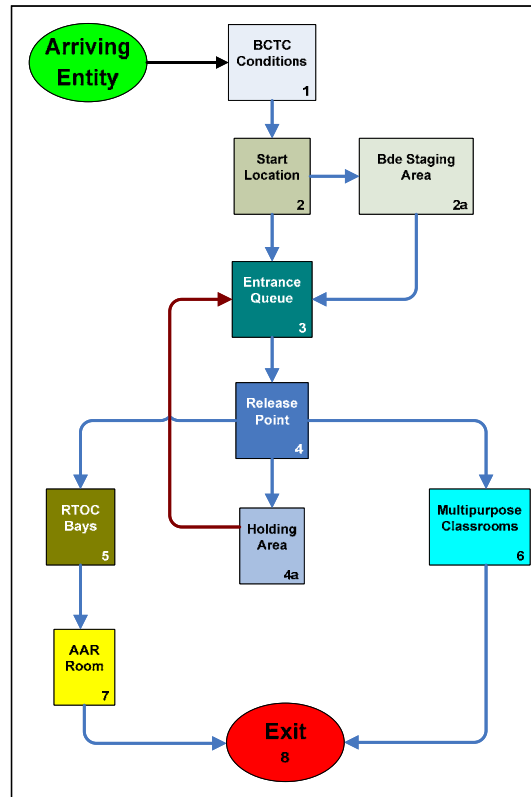 Arriving
Entity
BCTC
Conditions
1
Start
Location
2
Bde Staging
Area
2a
Entrance
Queue
3
Release
Point
4
RTOC
Bays
5
Holding
Area
4a
Multipurpose
Classrooms
6
AAR
Room
7
Exit
8